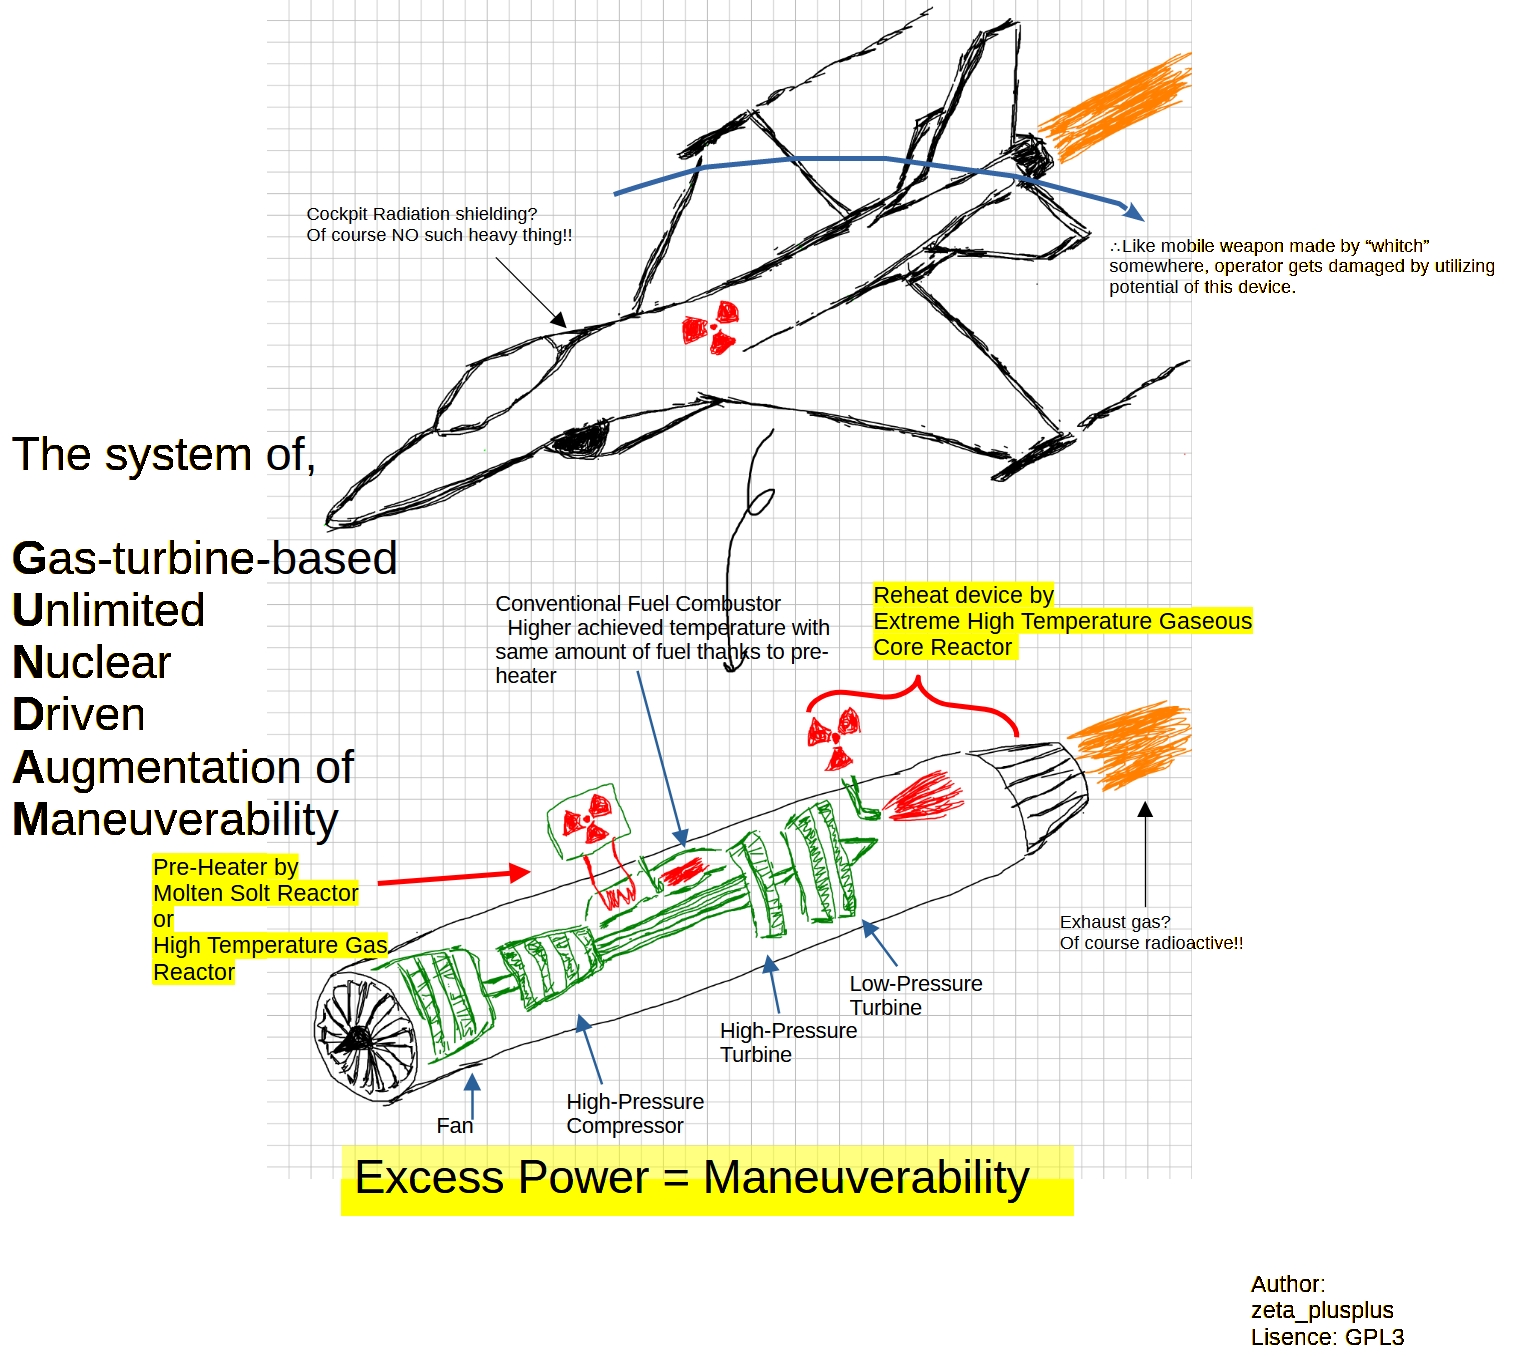 Cockpit Radiation shielding?
Of course NO such heavy thing!!
∴Like mobile weapon made by “whitch”
somewhere, operator gets damaged by utilizing
potential of this device.
The system of,
Gas-turbine-based
Unlimited
Nuclear
Driven
Augmentation of
Maneuverability
Conventional Fuel Combustor
Higher achieved temperature with
same amount of fuel thanks to pre-
heater
Reheat device by
Extreme High Temperature Gaseous
Core Reactor
Pre-Heater by
Molten Solt Reactor
or
High Temperature Gas
Reactor
Exhaust gas?
Of course radioactive!!
Low-Pressure
Turbine
High-Pressure
Turbine
High-Pressure
Compressor
Fan
Excess Power = Maneuverability
Author:
zeta_plusplus
Lisence: GPL3